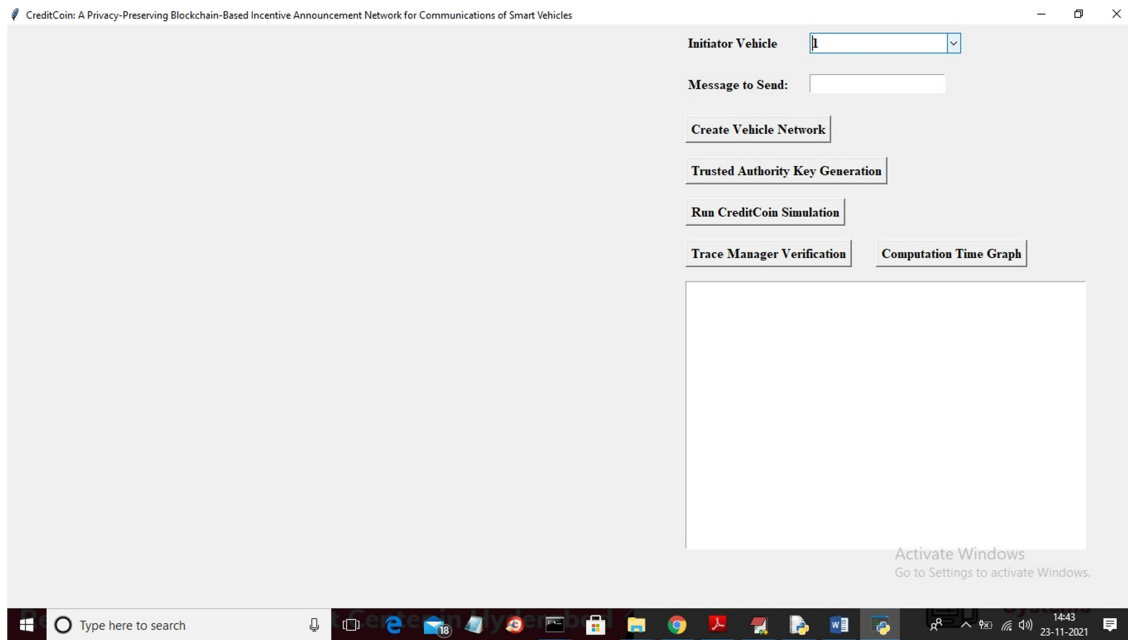 CreditCoin: A Privacy-Preserving Blockchain-Based Incentive Announcement Network for Communications of Smart Vehicles
Initiator Vehicle
1
Message to Send:
Create Vehicle Network
Trusted Authority Key Generation
Run CreditCoin Simulation
Trace Manager Verification
Computation Time Graph
Activate Windows
Go to Settings to activate Windows.
Type here to search
18
14:43
23-11-2021